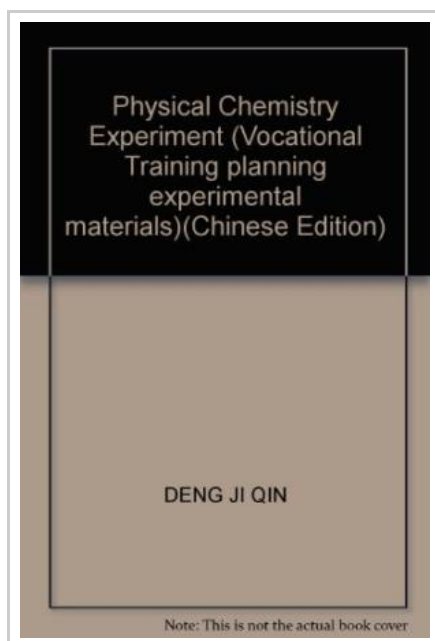 Physical Chemistry
Experiment (Vocational
Training planning
experimental
materials)(Chinese Edition)
DENG JI QIN
Note: This is not the actual book cover